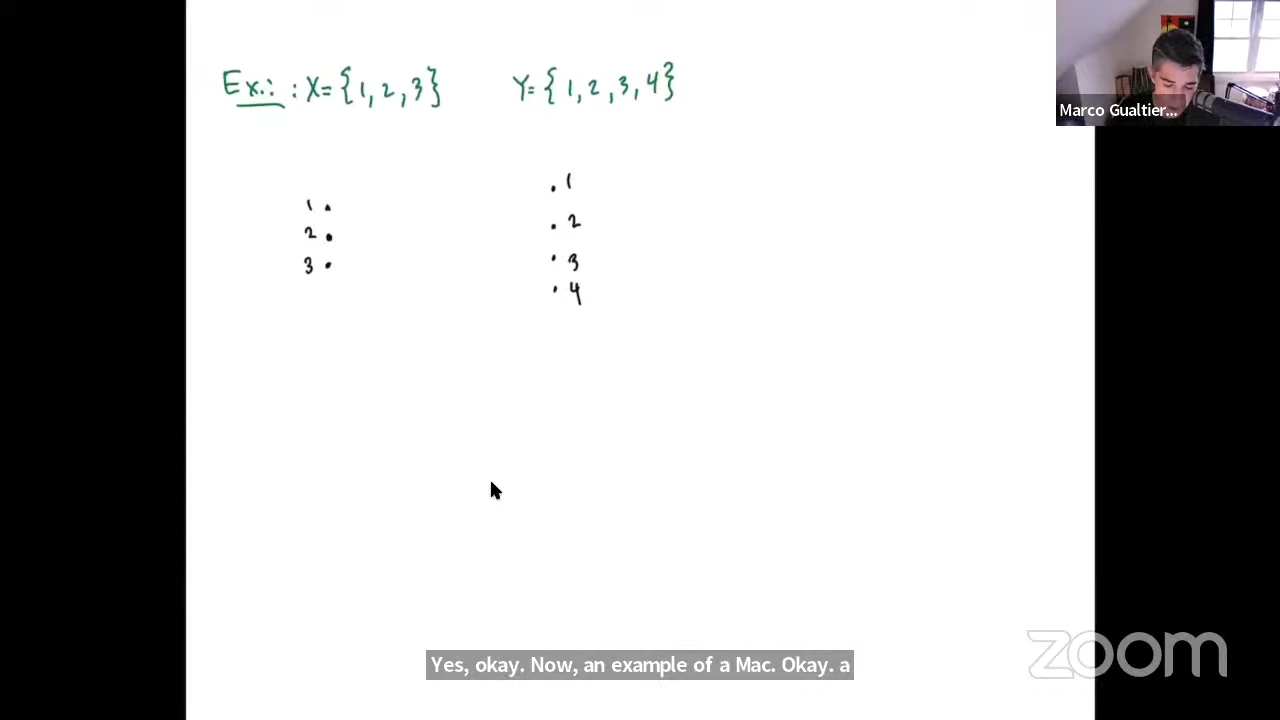 Ex.: : X= {1, 2, 3} Y= {1, 2, 3, 4}
Marco Gualtier...
1
1
2
2
3
3
4
Yes, okay. Now, an example of a Mac. Okay. a
zoom